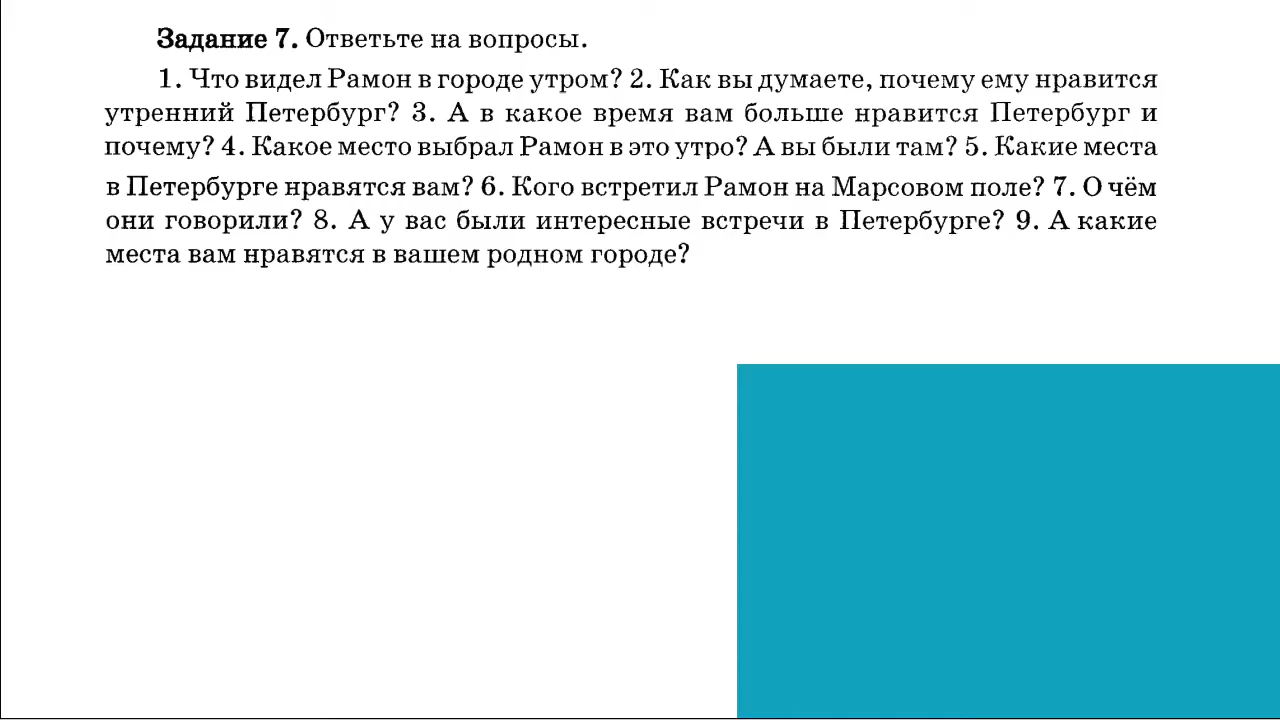 Задание 7. Ответьте на вопросы.
1. Что видел Рамон в городе утром? 2. Как вы думаете, почему ему нравится
утренний Петербург? 3. А в какое время вам больше нравится Петербург и
почему? 4. Какое место выбрал Рамон в это утро? А вы были там? 5. Какие места
в Петербурге нравятся вам? 6. Кого встретил Рамон на Марсовом поле? 7. О чём
они говорили? 8. А у вас были интересные встречи в Петербурге? 9. А какие
места вам нравятся в вашем родном городе?